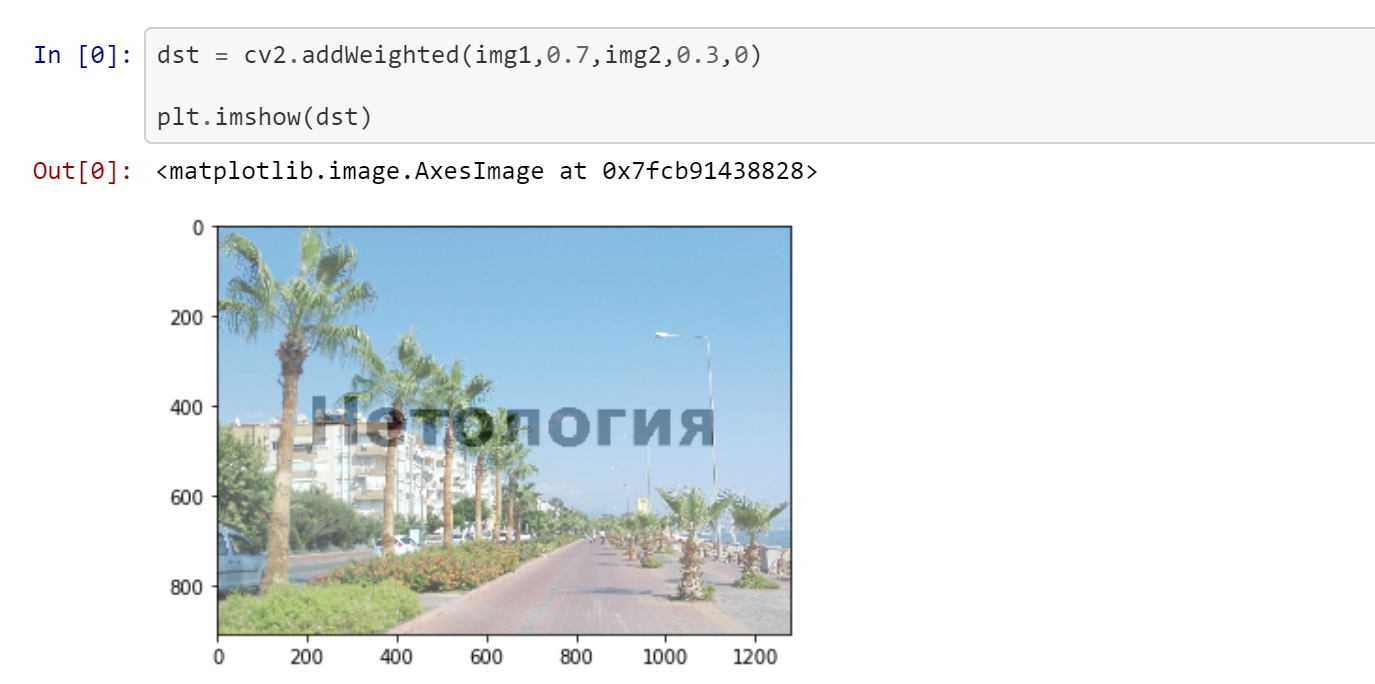 In [0]: dst = cv2.addWeighted(img1,0.7,img2,0.3,0)
plt.imshow(dst)
Out[0]: <matplotlib.image.AxesImage at 0x7fcb91438828>
0
200
400
Нетология
600
800
0 200 400 600 800 1000 1200